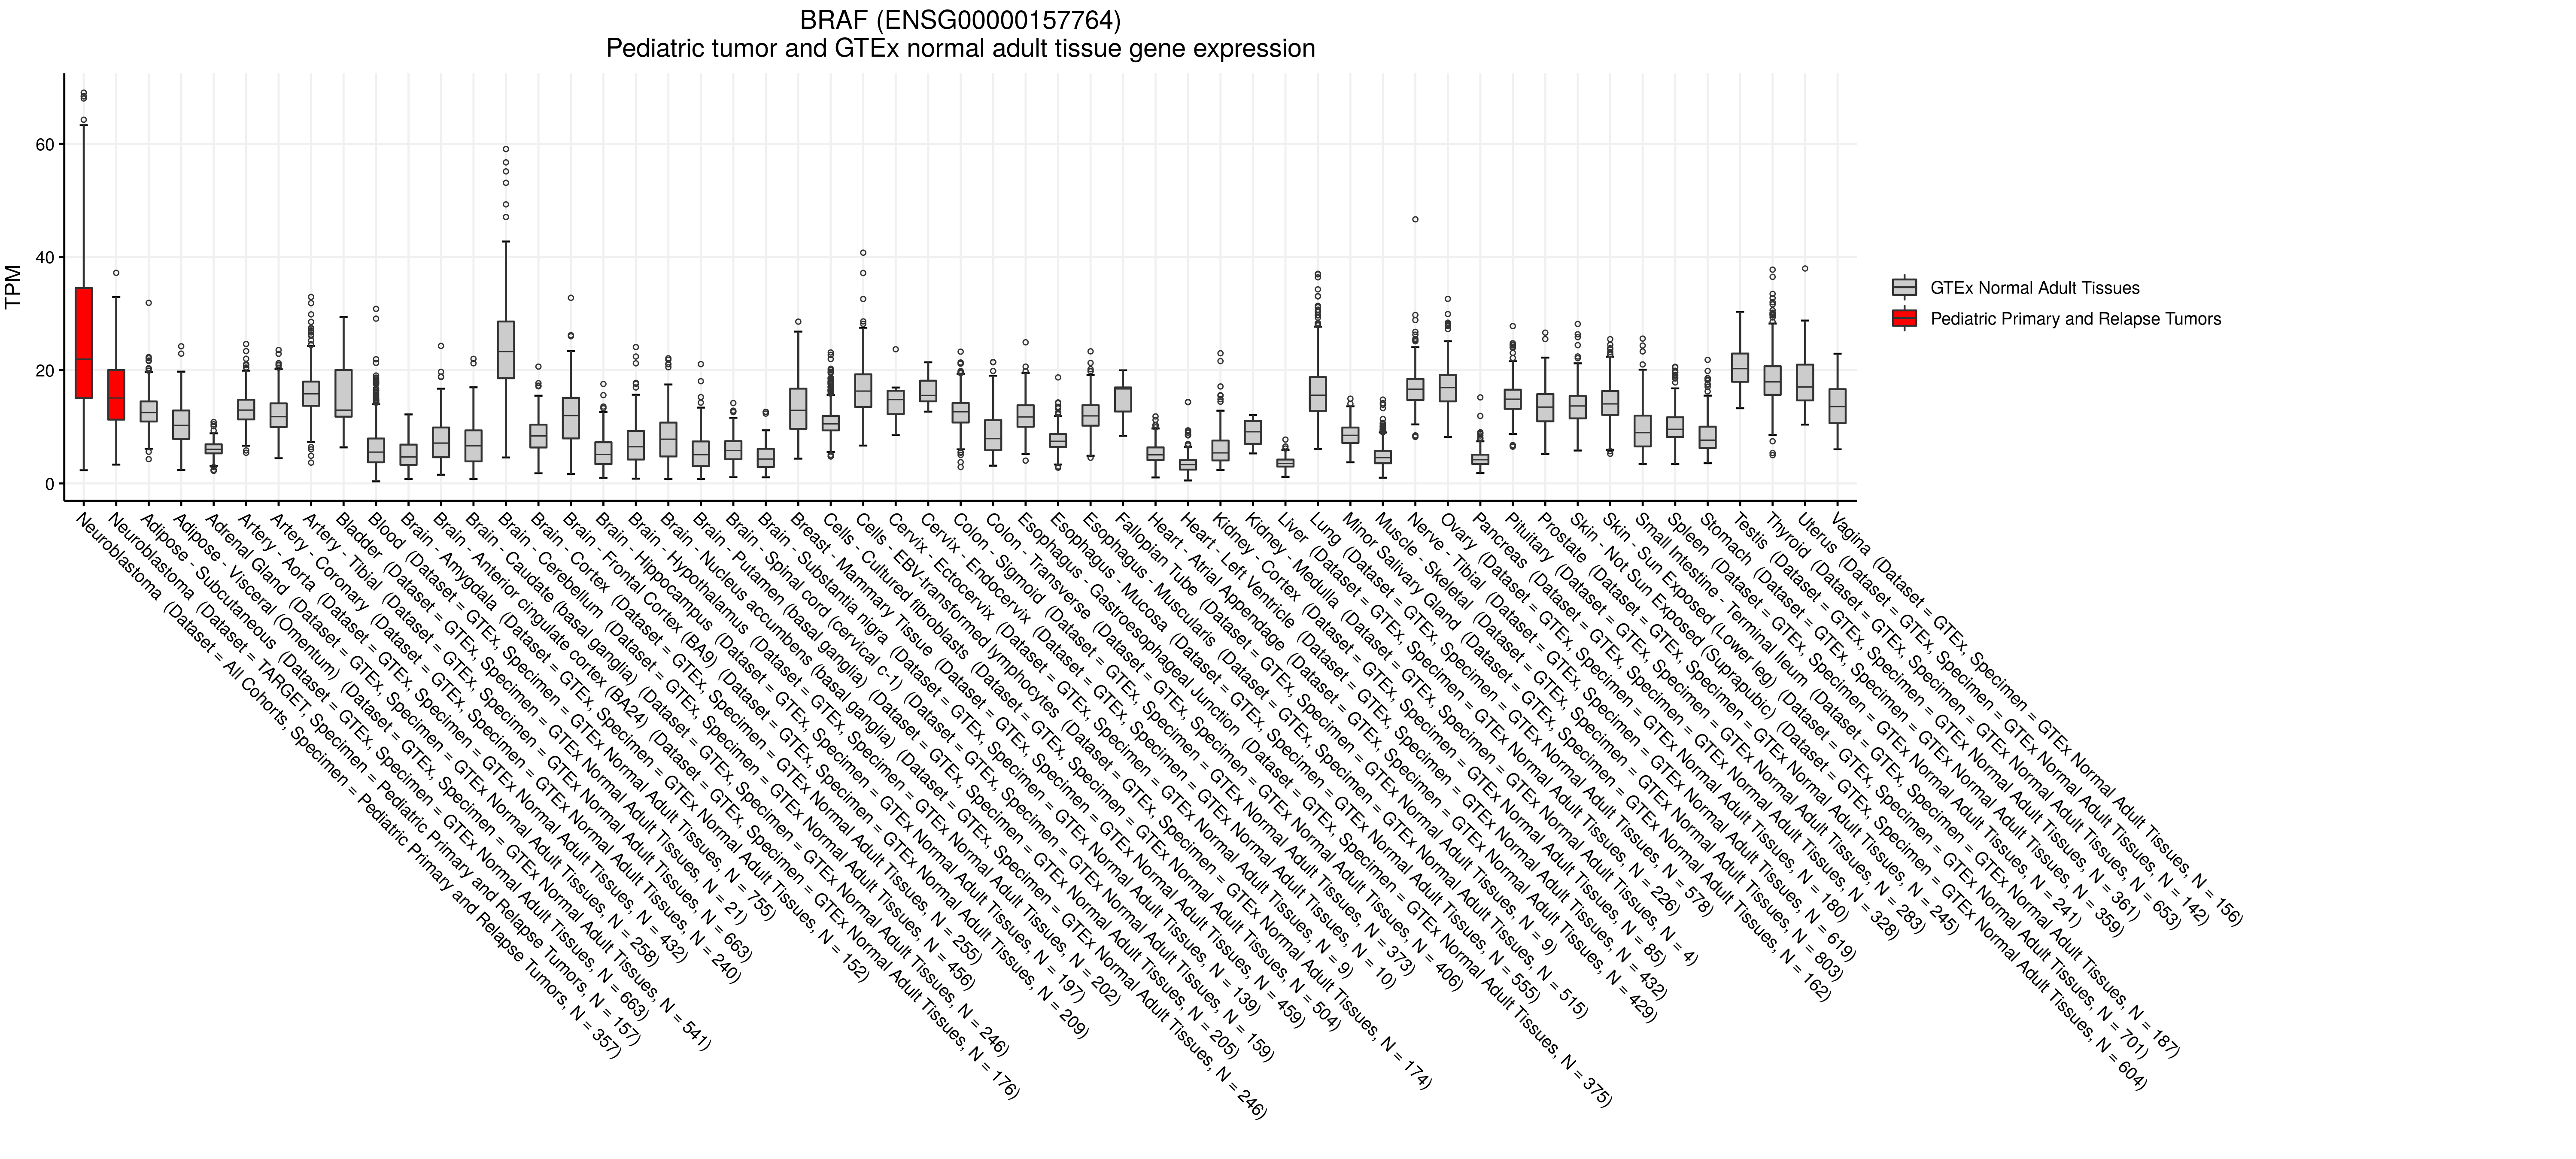 BRAF (ENSG00000157764)
Pediatric tumor and GTEx normal adult tissue gene expression
TPM
60
40
20
0
Neuroblastoma (Dataset = All Cohorts, Specimen = Pediatric Primary and Relapse Tumors, N = 357)
Neuroblastoma (Dataset = TARGET, Specimen = Pediatric Primary and Relapse Tumors, N = 157)
Adipose - Subcutaneous (Dataset = GTEx, Specimen = GTEx Normal Adult Tissues, N = 663)
Adipose - Visceral (Omentum) (Dataset = GTEx, Specimen = GTEx Normal Adult Tissues, N = 541)
Adrenal Gland (Dataset = GTEx, Specimen = GTEx Normal Adult Tissues, N = 258)
Artery - Aorta (Dataset = GTEx, Specimen = GTEx Normal Adult Tissues, N = 432)
Artery - Coronary (Dataset = GTEx, Specimen = GTEx Normal Adult Tissues, N = 240)
Artery - Tibial (Dataset = GTEx, Specimen = GTEx Normal Adult Tissues, N = 663)
Bladder (Dataset = GTEx, Specimen = GTEx Normal Adult Tissues, N = 21)
Blood (Dataset = GTEx, Specimen = GTEx Normal Adult Tissues, N = 755)
Brain - Amygdala (Dataset = GTEx, Specimen = GTEx Normal Adult Tissues, N = 152)
Brain - Anterior cingulate cortex (BA24) (Dataset = GTEx, Specimen = GTEx Normal Adult Tissues, N = 176)
Brain - Caudate (basal ganglia) (Dataset = GTEx, Specimen = GTEx Normal Adult Tissues, N = 246)
Brain - Cerebellum (Dataset = GTEx, Specimen = GTEx Normal Adult Tissues, N = 456)
Brain - Cortex (Dataset = GTEx, Specimen = GTEx Normal Adult Tissues, N = 255)
Brain - Frontal Cortex (BA9) (Dataset = GTEx, Specimen = GTEx Normal Adult Tissues, N = 209)
Brain - Hippocampus (Dataset = GTEx, Specimen = GTEx Normal Adult Tissues, N = 197)
Brain - Hypothalamus (Dataset = GTEx, Specimen = GTEx Normal Adult Tissues, N = 202)
Brain - Nucleus accumbens (basal ganglia) (Dataset = GTEx, Specimen = GTEx Normal Adult Tissues, N = 246)
Brain - Putamen (basal ganglia) (Dataset = GTEx, Specimen = GTEx Normal Adult Tissues, N = 205)
Brain - Spinal cord (cervical c-1) (Dataset = GTEx, Specimen = GTEx Normal Adult Tissues, N = 159)
Brain - Substantia nigra (Dataset = GTEx, Specimen = GTEx Normal Adult Tissues, N = 139)
Breast - Mammary Tissue (Dataset = GTEx, Specimen = GTEx Normal Adult Tissues, N = 459)
Cells - Cultured fibroblasts (Dataset = GTEx, Specimen = GTEx Normal Adult Tissues, N = 504)
Cells - EBV-transformed lymphocytes (Dataset = GTEx, Specimen = GTEx Normal Adult Tissues, N = 174)
Cervix - Ectocervix (Dataset = GTEx, Specimen = GTEx Normal Adult Tissues, N = 9)
Cervix - Endocervix (Dataset = GTEx, Specimen = GTEx Normal Adult Tissues, N = 10)
Colon - Sigmoid (Dataset = GTEx, Specimen = GTEx Normal Adult Tissues, N = 373)
Colon - Transverse (Dataset = GTEx, Specimen = GTEx Normal Adult Tissues, N = 406)
Esophagus - Gastroesophageal Junction (Dataset = GTEx, Specimen = GTEx Normal Adult Tissues, N = 375)
Esophagus - Mucosa (Dataset = GTEx, Specimen = GTEx Normal Adult Tissues, N = 555)
Esophagus - Muscularis (Dataset = GTEx, Specimen = GTEx Normal Adult Tissues, N = 515)
Fallopian Tube (Dataset = GTEx, Specimen = GTEx Normal Adult Tissues, N = 9)
Heart - Atrial Appendage (Dataset = GTEx, Specimen = GTEx Normal Adult Tissues, N = 429)
Heart - Left Ventricle (Dataset = GTEx, Specimen = GTEx Normal Adult Tissues, N = 432)
Kidney - Cortex (Dataset = GTEx, Specimen = GTEx Normal Adult Tissues, N = 85)
Kidney - Medulla (Dataset = GTEx, Specimen = GTEx Normal Adult Tissues, N = 4)
Liver (Dataset = GTEx, Specimen = GTEx Normal Adult Tissues, N = 226)
Lung (Dataset = GTEx, Specimen = GTEx Normal Adult Tissues, N = 578)
Minor Salivary Gland (Dataset = GTEx, Specimen = GTEx Normal Adult Tissues, N = 162)
Muscle - Skeletal (Dataset = GTEx, Specimen = GTEx Normal Adult Tissues, N = 803)
Nerve - Tibial (Dataset = GTEx, Specimen = GTEx Normal Adult Tissues, N = 619)
Ovary (Dataset = GTEx, Specimen = GTEx Normal Adult Tissues, N = 180)
Pancreas (Dataset = GTEx, Specimen = GTEx Normal Adult Tissues, N = 328)
Pituitary (Dataset = GTEx, Specimen = GTEx Normal Adult Tissues, N = 283)
Prostate (Dataset = GTEx, Specimen = GTEx Normal Adult Tissues, N = 245)
Skin - Not Sun Exposed (Suprapubic) (Dataset = GTEx, Specimen = GTEx Normal Adult Tissues, N = 604)
Skin - Sun Exposed (Lower leg) (Dataset = GTEx, Specimen = GTEx Normal Adult Tissues, N = 701)
Small Intestine - Terminal Ileum (Dataset = GTEx, Specimen = GTEx Normal Adult Tissues, N = 187)
Spleen (Dataset = GTEx, Specimen = GTEx Normal Adult Tissues, N = 241)
Stomach (Dataset = GTEx, Specimen = GTEx Normal Adult Tissues, N = 359)
Testis (Dataset = GTEx, Specimen = GTEx Normal Adult Tissues, N = 361)
Thyroid (Dataset = GTEx, Specimen = GTEx Normal Adult Tissues, N = 653)
Uterus (Dataset = GTEx, Specimen = GTEx Normal Adult Tissues, N = 142)
Vagina (Dataset = GTEx, Specimen = GTEx Normal Adult Tissues, N = 156)
GTEx Normal Adult Tissues
Pediatric Primary and Relapse Tumors